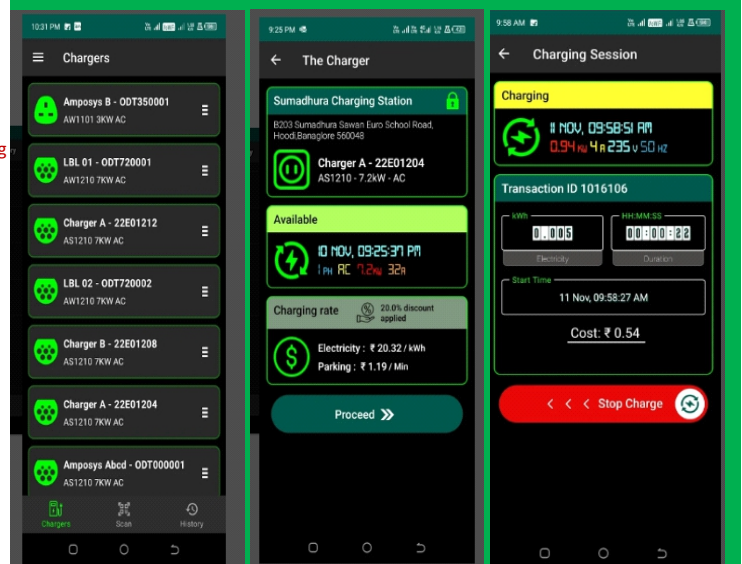 10:31 PM
Chargers
Amposys B - ODT350001
AW1101 3KW AC
LBL 01 - ODT720001
AW1210 7KW AC
Charger A - 22E01212
AS1210 7KW AC
LBL 02 - ODT720002
AW1210 7KW AC
Charger B - 22E01208
AS1210 7KW AC
Charger A - 22E01204
AS1210 7KW AC
Amposys Abcd - ODT000001
AS1210 7KW AC
Chargers
Scan
History
9:25 PM
The Charger
Sumadhura Charging Station
B203 Sumadhura Sawan Euro School Road,
Hood,Banaglore 560048
Charger A - 22E01204
AS1210 - 7.2kW - AC
Available
10 NOV, 09:25:37 PM
1 PH AC 7.2KW 32A
Charging rate
20.0% discount
applied
Electricity : ₹ 20.32 / kWh
Parking : ₹ 1.19 / Min
Proceed
9:58 AM
Charging Session
Charging
11 NOV, 09:58:51 AM
0.94 KW 4 A 235 V 50 HZ
Transaction ID 1016106
kWh
HH:MM:SS
0.005
00:00:22
Electricity
Duration
Start Time
11 Nov, 09:58:27 AM
Cost: ₹ 0.54
< < < Stop Charge